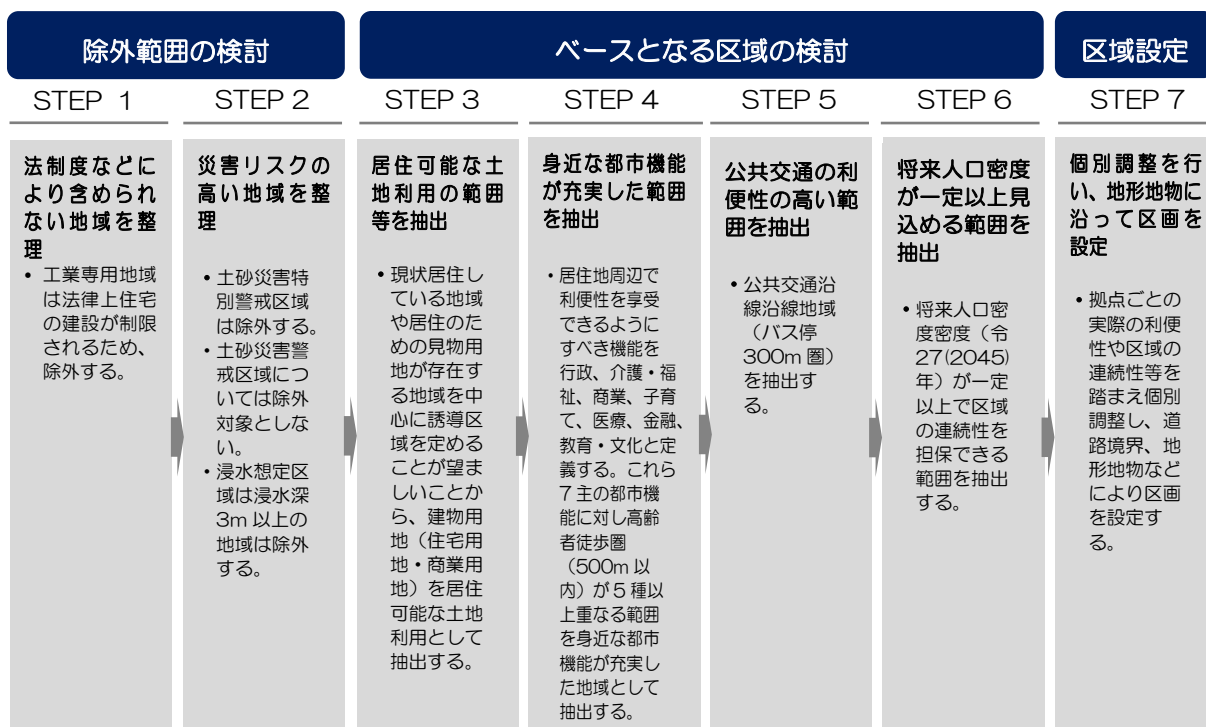 除外範囲の検討
ベースとなる区域の検討
区域設定
STEP 1
STEP 2
STEP 3
STEP 4
STEP 5
STEP 6
STEP 7
法制度などに
より含められ
ない地域を整
理
• 工業専用地域
は法律上住宅
の建設が制限
されるため、
除外する。
災害リスクの
高い地域を整
理
• 土砂災害特
別警戒区域
は除外する。
• 土砂災害警
戒区域につ
いては除外
対象としな
い。
• 浸水想定区
域は浸水深
3m 以上の
地域は除外
する。
居住可能な土
地利用の範囲
等を抽出
• 現状居住し
ている地域
や居住のた
めの見物用
地が存在す
る地域を中
心に誘導区
域を定める
ことが望ま
しいことか
ら、建物用
地（住宅用
地・商業用
地）を居住
可能な土地
利用として
抽出する。
身近な都市機能
が充実した範囲
を抽出
• 居住地周辺で
利便性を享受
できるように
すべき機能を
行政、介護・福
祉、商業、子育
て、医療、金融、
教育・文化と定
義する。これら
7主の都市機
能に対し高齢
者徒歩圏
（500m 以
内）が5種以
上重なる範囲
を身近な都市
機能が充実し
た地域として
抽出する。
公共交通の利
便性の高い範
囲を抽出
• 公共交通沿
線沿線地域
（バス停
300m 圏）
を抽出す
る。
将来人口密度
が一定以上見
込める範囲を
抽出
• 将来人口密
度密度（令
27(2045)
年）が一定
以上で区域
の連続性を
担保できる
範囲を抽出
する。
個別調整を行
い、地形地物に
沿って区画を
設定
• 拠点ごとの
実際の利便
性や区域の
連続性等を
踏まえ個別
調整し、道
路境界、地
形地物など
により区画
を設定す
る。